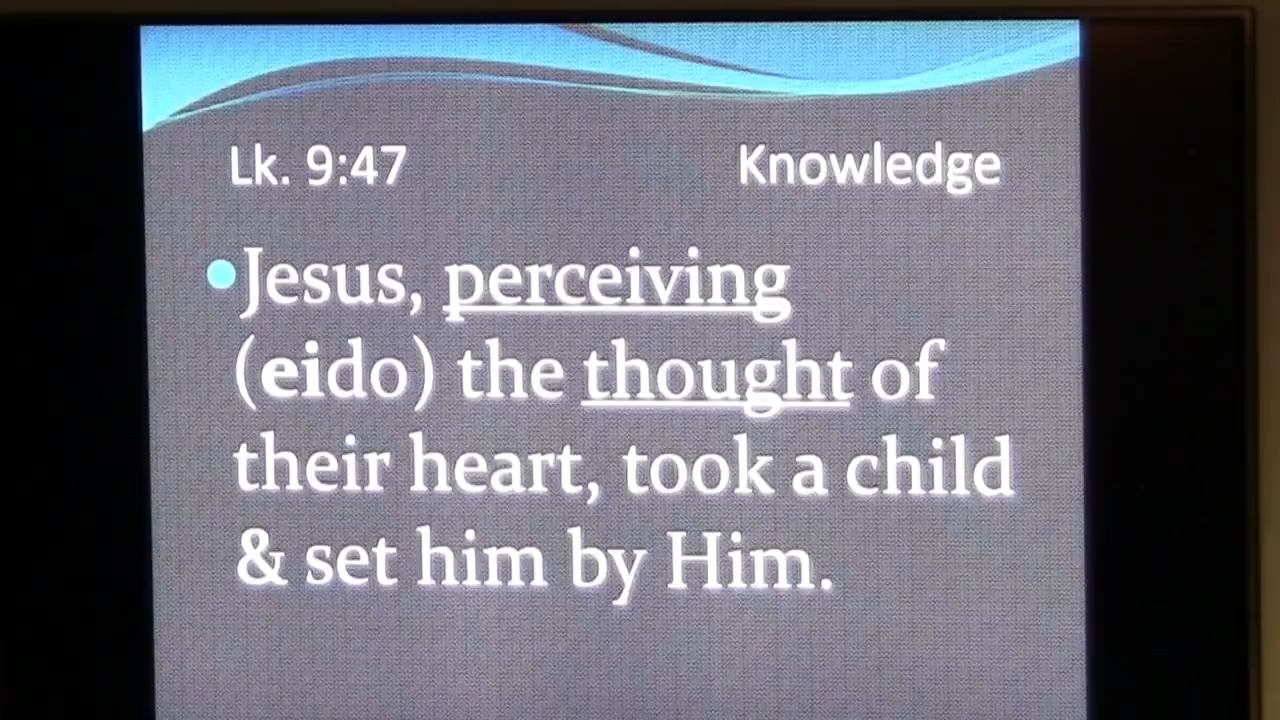 Lk. 9:47 Knowledge
Jesus, perceiving
(eido) the thought of
their heart, took a child
& set him by Him.